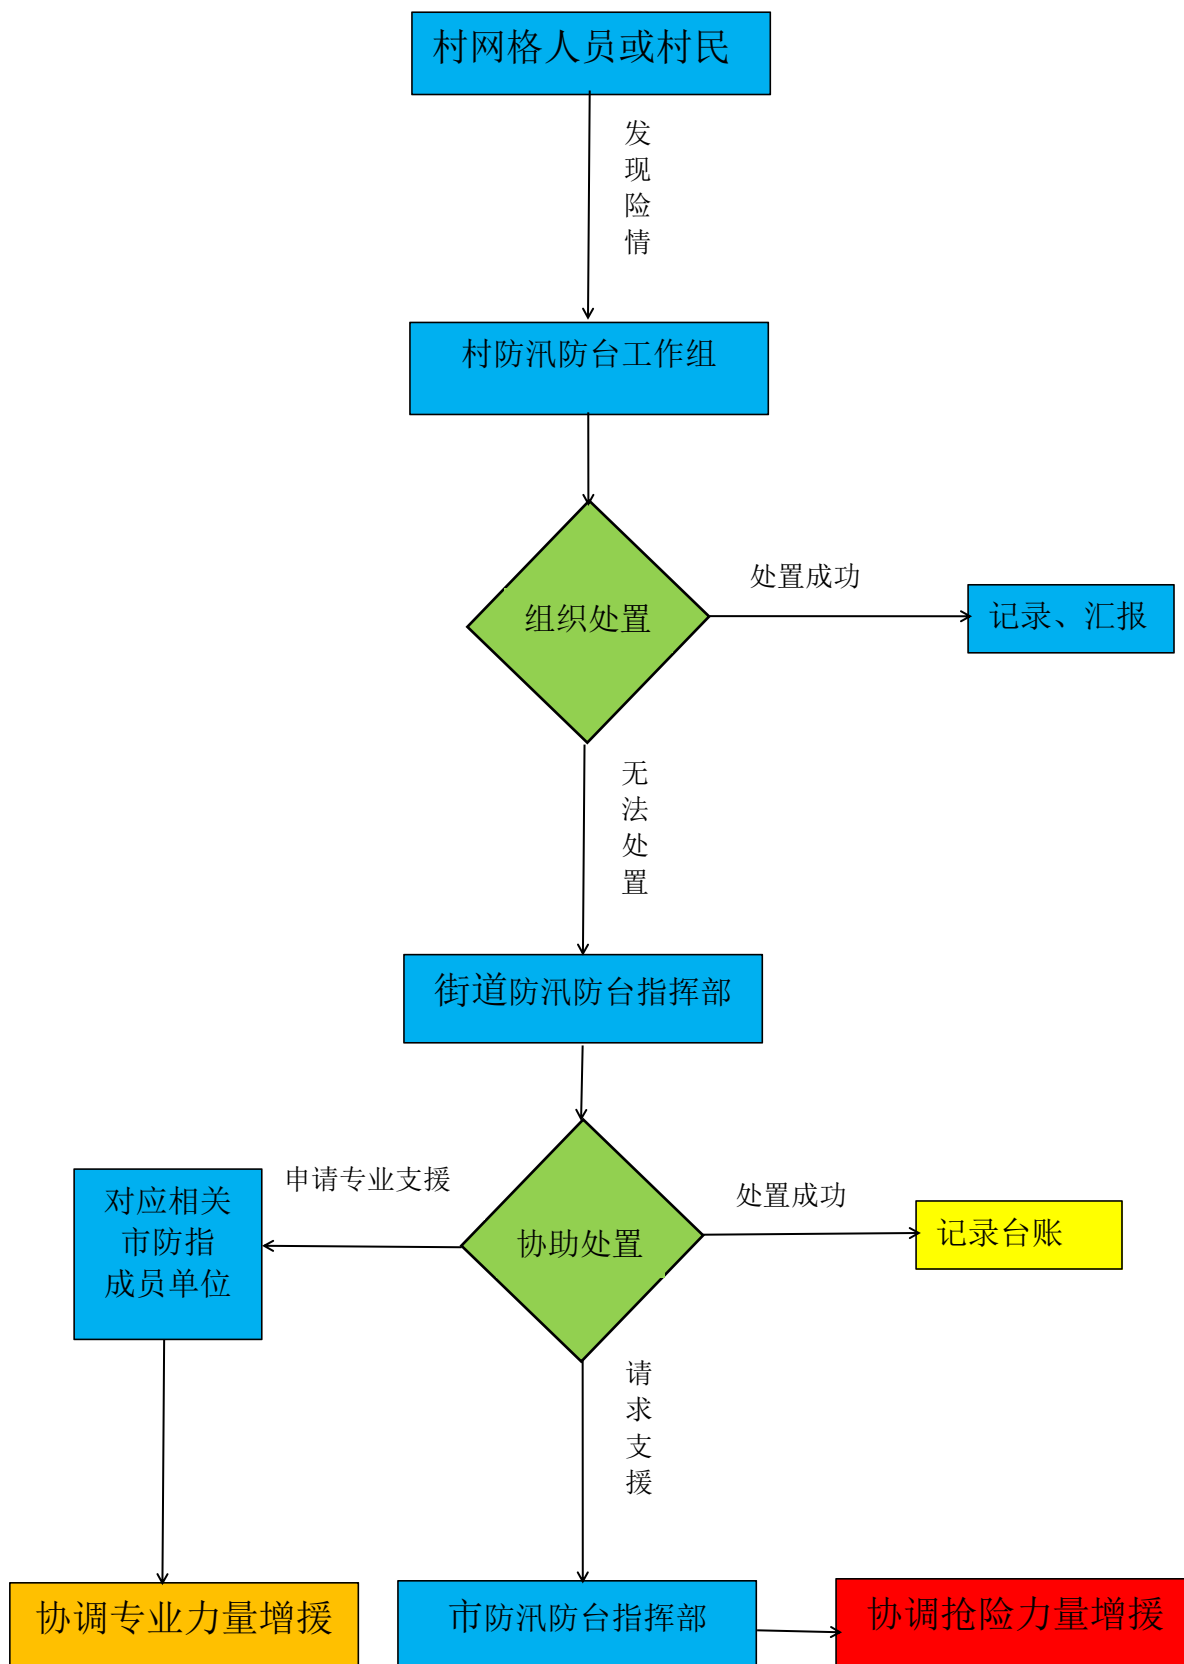 村网格人员或村民
发现险情
村防汛防台工作组
组织处置
处置成功
记录、汇报
无法处置
街道防汛防台指挥部
申请专业支援
对应相关
市防指
成员单位
协助处置
处置成功
记录台账
请求支援
协调专业力量增援
市防汛防台指挥部
协调抢险力量增援